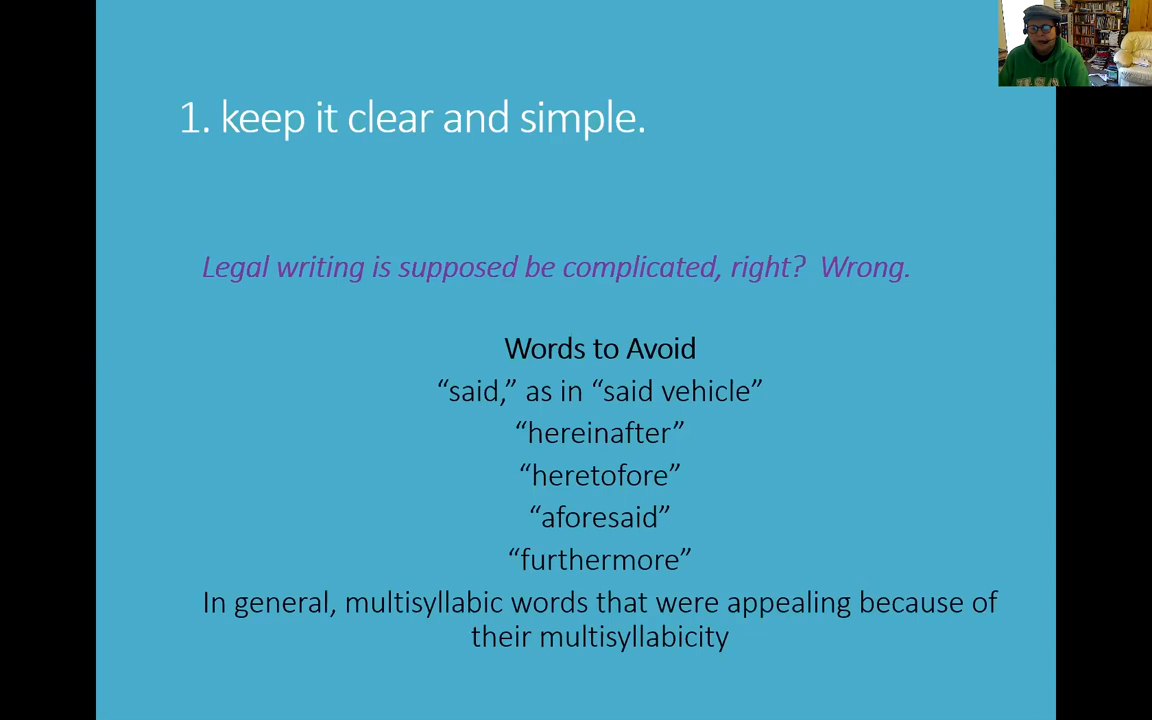 1. keep it clear and simple.
Legal writing is supposed be complicated, right?  Wrong.
Words to Avoid
“said,” as in “said vehicle”
“hereinafter”
“heretofore”
“aforesaid”
“furthermore”
In general, multisyllabic words that were appealing because of
their multisyllabicity